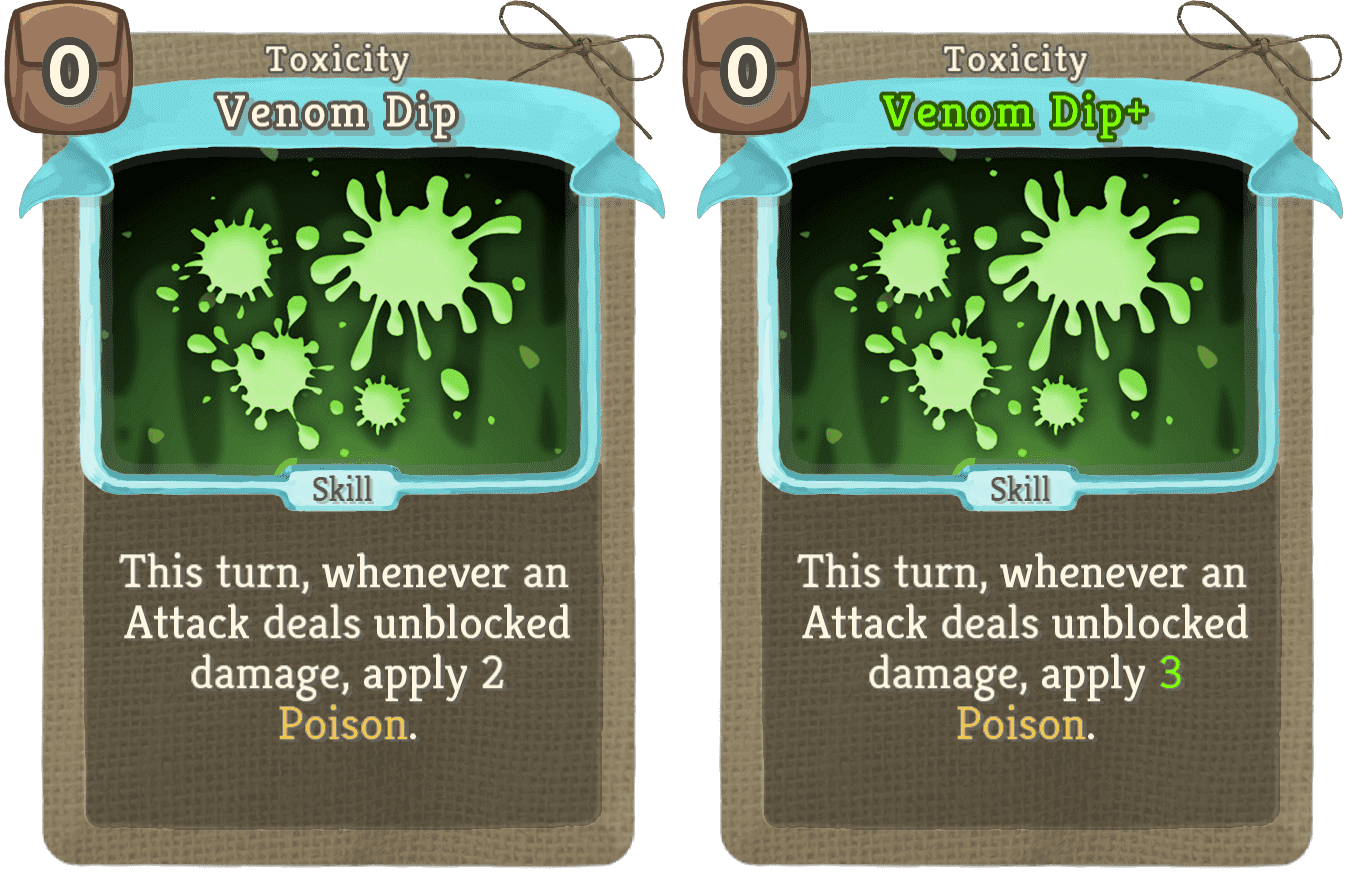 0
Toxicity
Venom Dip
Skill
This turn, whenever an
Attack deals unblocked
damage, apply 2
Poison.
0
Toxicity
Venom Dip+
Skill
This turn, whenever an
Attack deals unblocked
damage, apply 3
Poison.